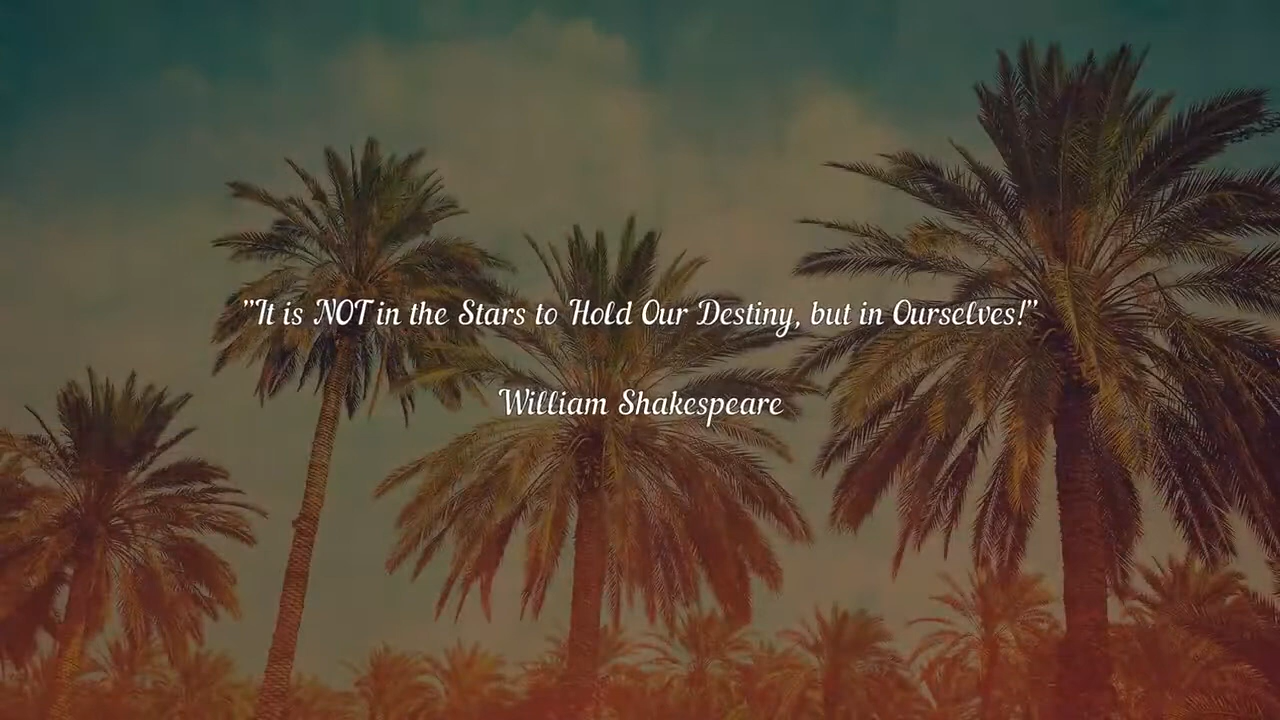 "It is NOT in the Stars to Hold Our Destiny, but in Ourselves!"
William Shakespeare